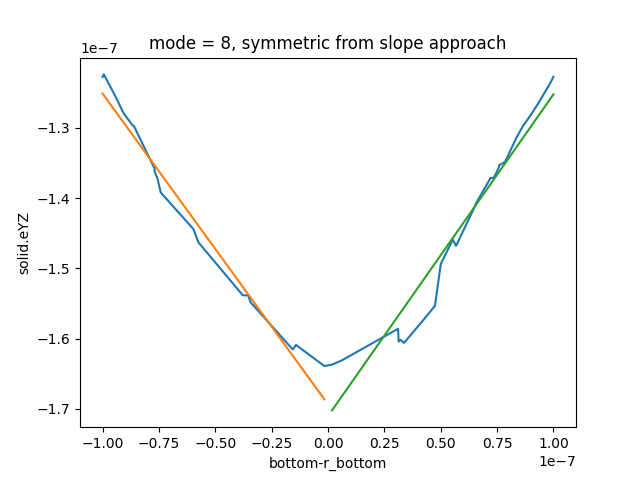 mode = 8, symmetric from slope approach
1e−7
−1.3
−1.4
−1.5
−1.6
−1.7
solid.eYZ
−1.00
−0.75
−0.50
−0.25
0.00
0.25
0.50
0.75
1.00
bottom-r_bottom
1e−7